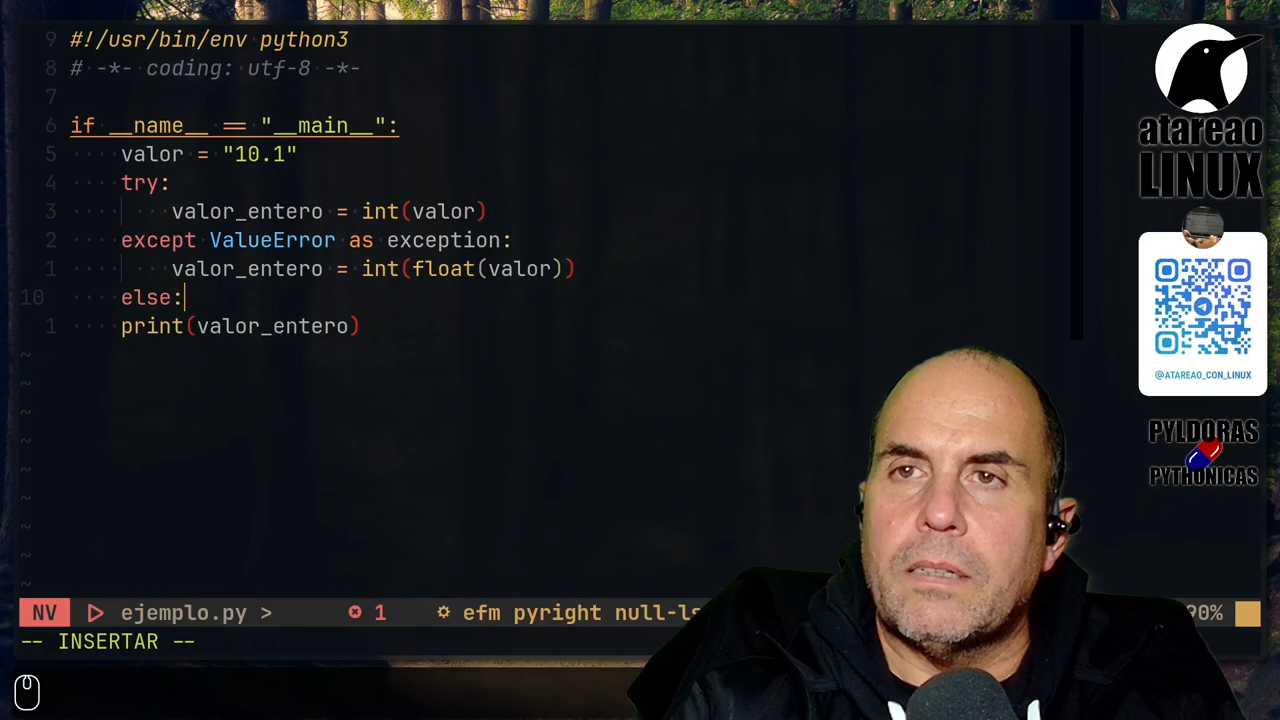 9 #!/usr/bin/env python3
8 # -*- coding: utf-8 -*-
7
6 if __name__ == "__main__":
5 valor = "10.1"
4 try:
3 valor_entero = int(valor)
2 except ValueError as exception:
1 valor_entero = int(float(valor))
10 else:
1 print(valor_entero)
~
~
~
~
~
~
~
~
~
NV ejemplo.py > 1 efm pyright null-ls 90%
-- INSERTAR --
atareao
LINUX
@ATAREAO_CON_LINUX
PYLDORAS
PYTHONICAS